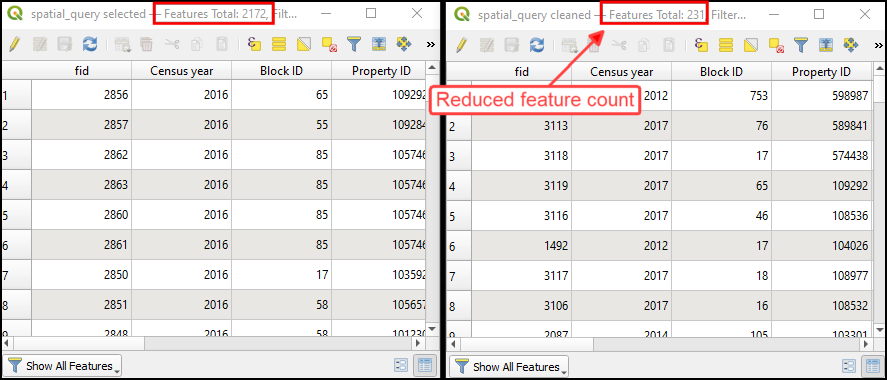 spatial_query selected — Features Total: 2172, Filt...
fid Census year Block ID Property ID
1 2856 2016 65 109292
2 2857 2016 55 109284
3 2862 2016 85 105746
4 2863 2016 85 105746
5 2860 2016 85 105746
6 2861 2016 85 105746
7 2850 2016 17 103592
8 2851 2016 58 105657
9 2848 2016 58 101230
Show All Features
spatial_query cleaned — Features Total: 231, Filter...
Reduced feature count
fid Census year Block ID Property ID
2012 753 598987
2 3113 2017 76 589841
3 3118 2017 17 574438
4 3119 2017 65 109292
5 3116 2017 46 108536
6 1492 2012 17 104026
7 3117 2017 18 108977
8 3106 2017 16 108532
9 2087 2014 105 103301
Show All Features